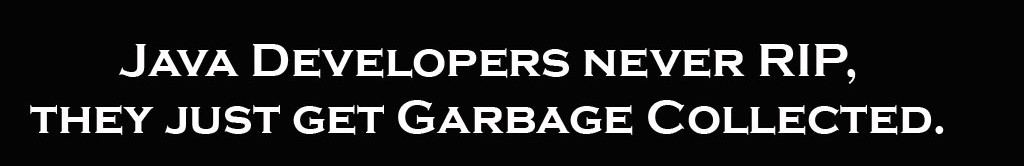 Java Developers never RIP,
they just get Garbage Collected.